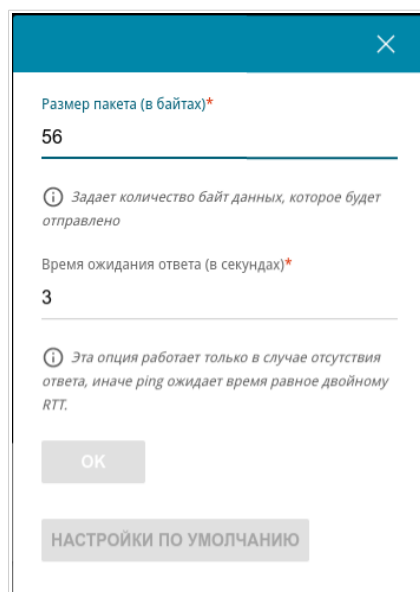 Размер пакета (в байтах)*
56
Задает количество байт данных, которое будет
отправлено
Время ожидания ответа (в секундах)*
3
Эта опция работает только в случае отсутствия
ответа, иначе ping ожидает время равное двойному
RTT.
OK
НАСТРОЙКИ ПО УМОЛЧАНИЮ